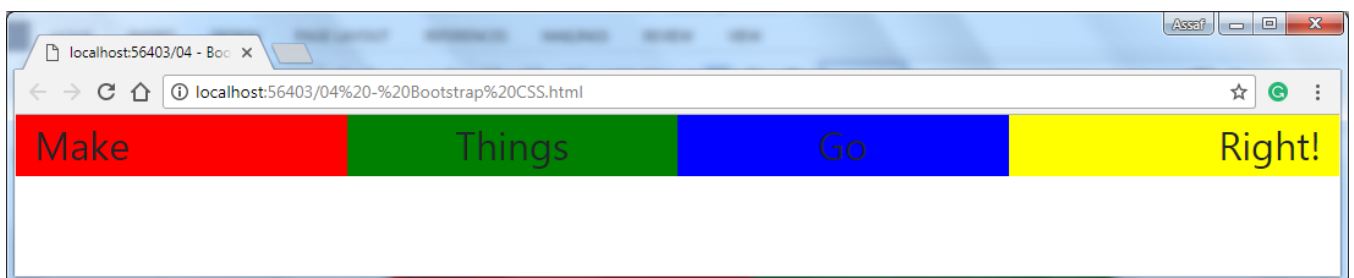 Assaf
localhost:56403/04 - Boo
localhost:56403/04%20-%20Bootstrap%20CSS.html
Make Things Go Right!